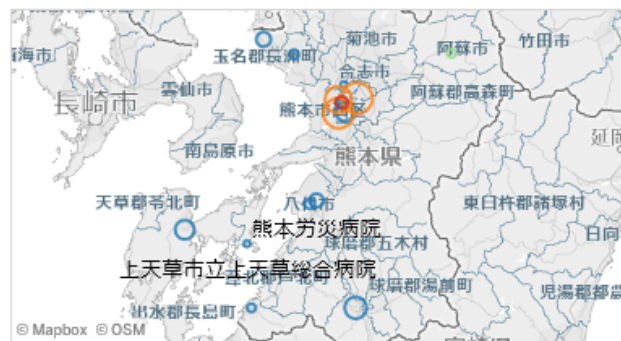 菊池市
竹田市
玉名郡長洲町
阿蘇市
合志市
長崎市
雲仙市
阿蘇郡高森町
熊本市
南島原市
熊本県
天草郡苓北町
八代市
東臼杵郡諸塚村
熊本労災病院
日向
球磨郡五木村
上天草市立上天草総合病院
球磨郡湯前町
出水郡長島町
児湯郡都農
© Mapbox © OSM